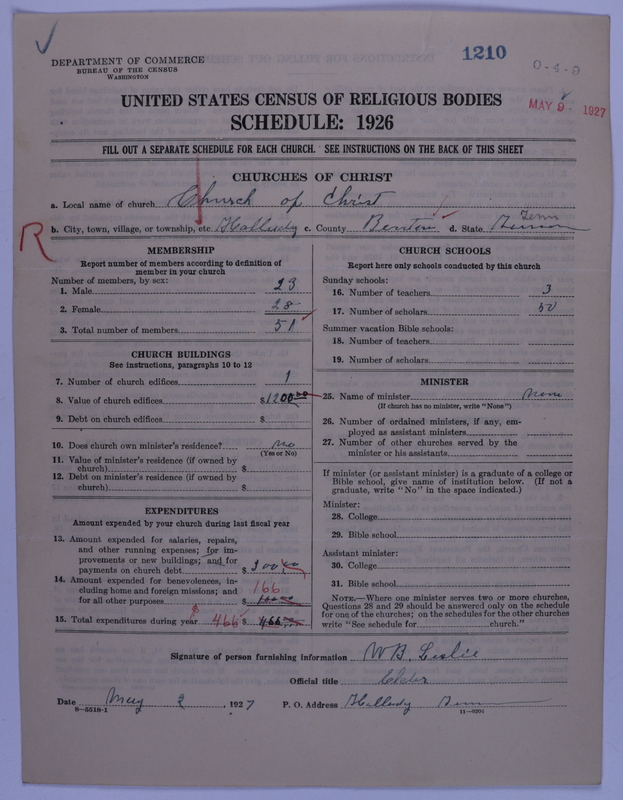 1210
DEPARTMENT OF COMMERCE
BUREAU OF THE CENSUS
WASHINGTON
0-4-9
UNITED STATES CENSUS OF RELIGIOUS BODIES
MAY 9 1927
SCHEDULE: 1926
FILL OUT A SEPARATE SCHEDULE FOR EACH CHURCH. SEE INSTRUCTIONS ON THE BACK OF THIS SHEET
CHURCHES OF CHRIST
a. Local name of church Church of Christ
Tenn
b. City, town, village, or township, etc. Holladay c. County Benton d. State
R
MEMBERSHIP
Report number of members according to definition of
member in your church
Number of members, by sex:
1. Male 23
2. Female 28
3. Total number of members 51
CHURCH BUILDINGS
See instructions, paragraphs 10 to 12
7. Number of church edifices 1
8. Value of church edifices $1200.00
9. Debt on church edifices $
10. Does church own minister's residence? no
(Yes or No)
11. Value of minister's residence (if owned by
church) $
12. Debt on minister's residence (if owned by
church) $
EXPENDITURES
Amount expended by your church during last fiscal year
13. Amount expended for salaries, repairs,
and other running expenses; for im-
provements or new buildings; and for
payments on church debt $300.00
14. Amount expended for benevolences, in-
cluding home and foreign missions; and 166
for all other purposes $
15. Total expenditures during year $466 $466
CHURCH SCHOOLS
Report here only schools conducted by this church
Sunday schools:
16. Number of teachers 3
17. Number of scholars 50
Summer vacation Bible schools:
18. Number of teachers
19. Number of scholars
MINISTER
25. Name of minister None
(If church has no minister, write "None")
26. Number of ordained ministers, if any, em-
ployed as assistant ministers
27. Number of other churches served by the
minister or his assistants
If minister (or assistant minister) is a graduate of a college or
Bible school, give name of institution below. (If not a
graduate, write "No" in the space indicated.)
Minister:
28. College
29. Bible school
Assistant minister:
30. College
31. Bible school
NOTE.—Where one minister serves two or more churches,
Questions 28 and 29 should be answered only on the schedule
for one of the churches; on the schedules for the other churches
write "See schedule for church."
Signature of person furnishing information W B Leslie
Official title Elder
Date May 2, 1927 P. O. Address Holladay Tenn
8—5518-1 11—9204